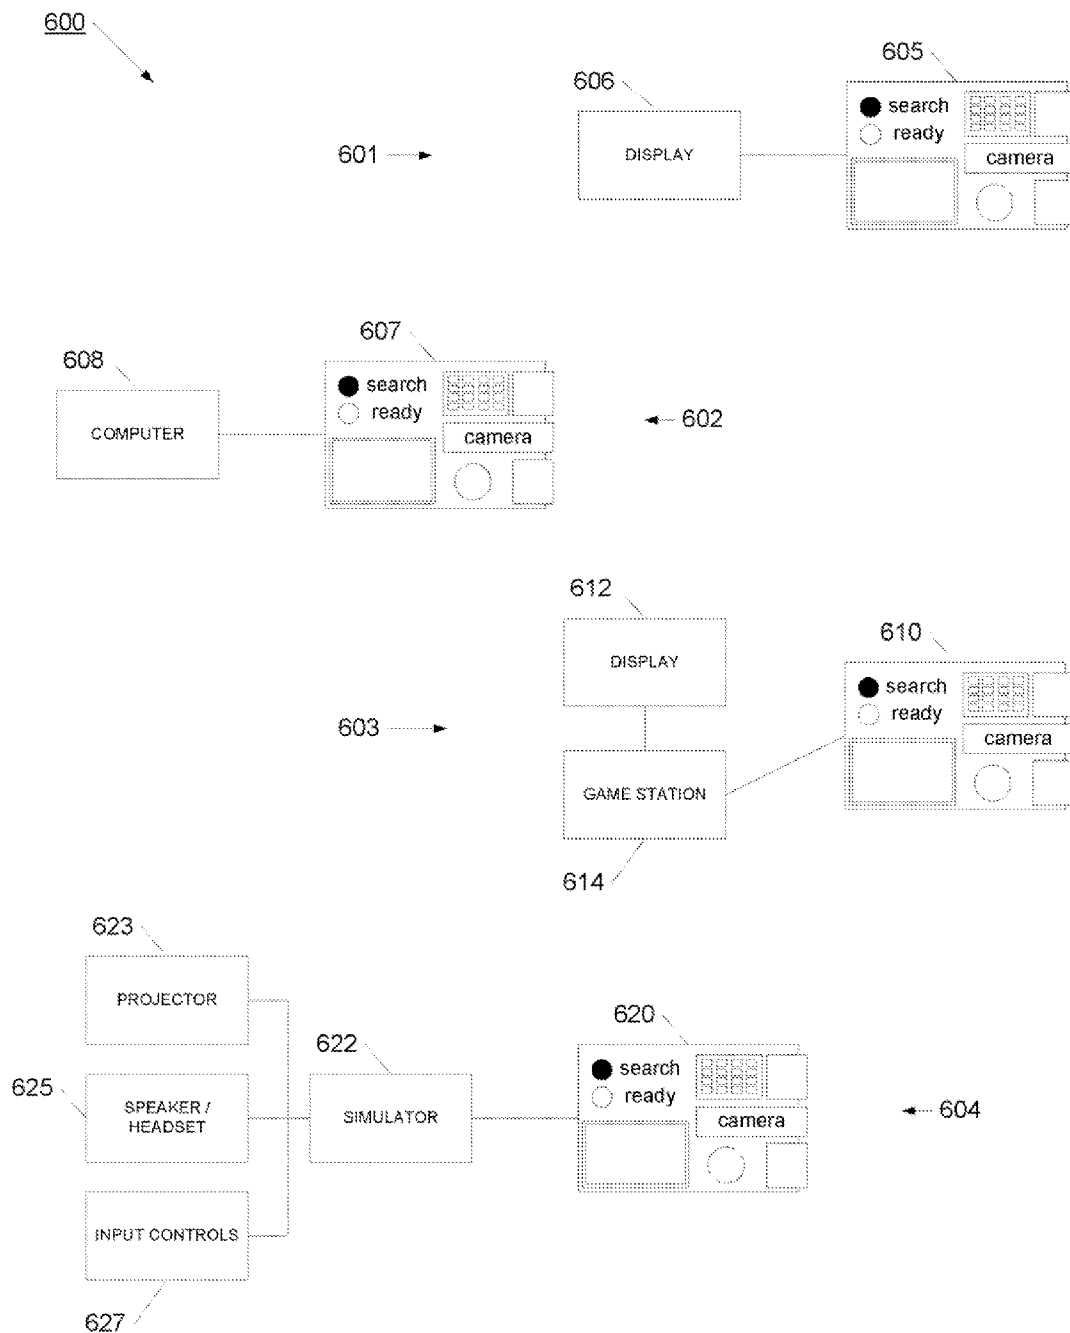 600
605
606
search
ready
601
DISPLAY
camera
607
608
search
ready
602
COMPUTER
camera
612
610
DISPLAY
search
ready
603
camera
GAME STATION
614
623
PROJECTOR
620
622
search
ready
625
SPEAKER /
HEADSET
SIMULATOR
604
camera
INPUT CONTROLS
627